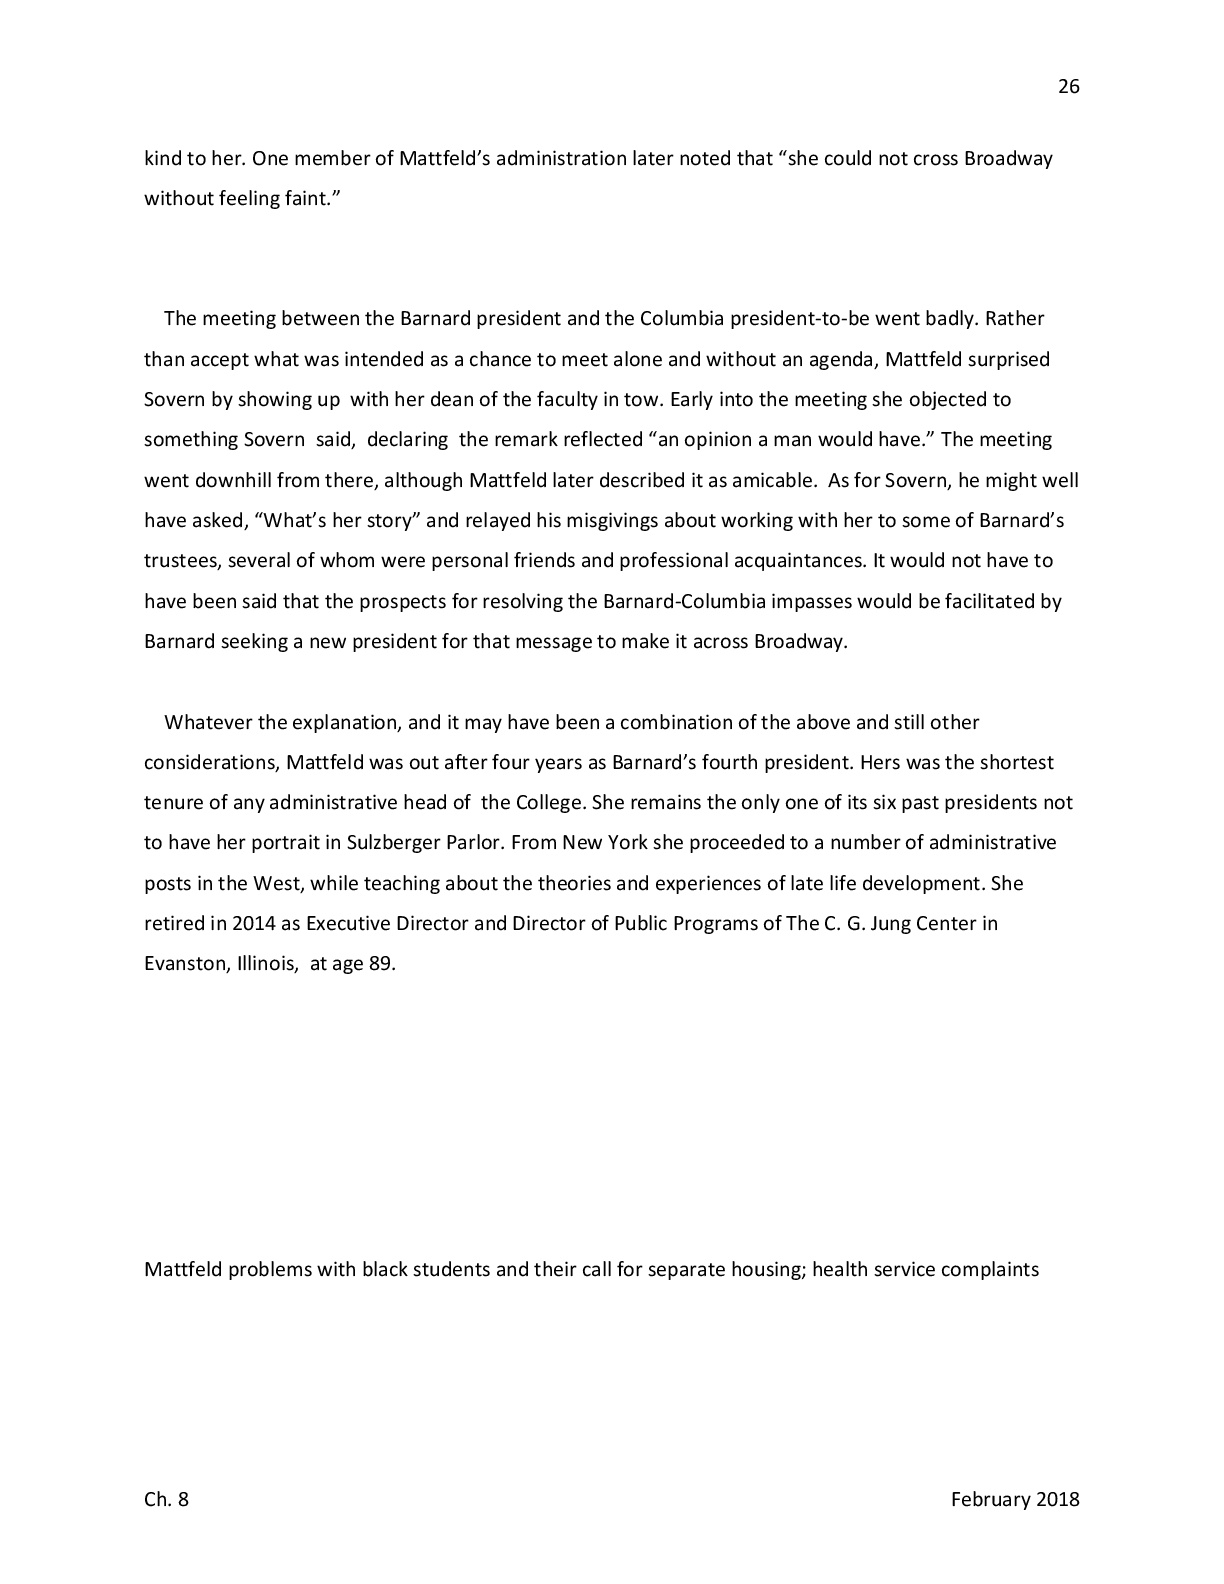 26
kind to her. One member of Mattfeld’s administration later noted that “she could not cross Broadway
without feeling faint.”
The meeting between the Barnard president and the Columbia president-to-be went badly. Rather
than accept what was intended as a chance to meet alone and without an agenda, Mattfeld surprised
Sovern by showing up  with her dean of the faculty in tow. Early into the meeting she objected to
something Sovern  said,  declaring  the remark reflected “an opinion a man would have.” The meeting
went downhill from there, although Mattfeld later described it as amicable.  As for Sovern, he might well
have asked, “What’s her story” and relayed his misgivings about working with her to some of Barnard’s
trustees, several of whom were personal friends and professional acquaintances. It would not have to
have been said that the prospects for resolving the Barnard-Columbia impasses would be facilitated by
Barnard seeking a new president for that message to make it across Broadway.
Whatever the explanation, and it may have been a combination of the above and still other
considerations, Mattfeld was out after four years as Barnard’s fourth president. Hers was the shortest
tenure of any administrative head of  the College. She remains the only one of its six past presidents not
to have her portrait in Sulzberger Parlor. From New York she proceeded to a number of administrative
posts in the West, while teaching about the theories and experiences of late life development. She
retired in 2014 as Executive Director and Director of Public Programs of The C. G. Jung Center in
Evanston, Illinois,  at age 89.
Mattfeld problems with black students and their call for separate housing; health service complaints
Ch. 8 February 2018